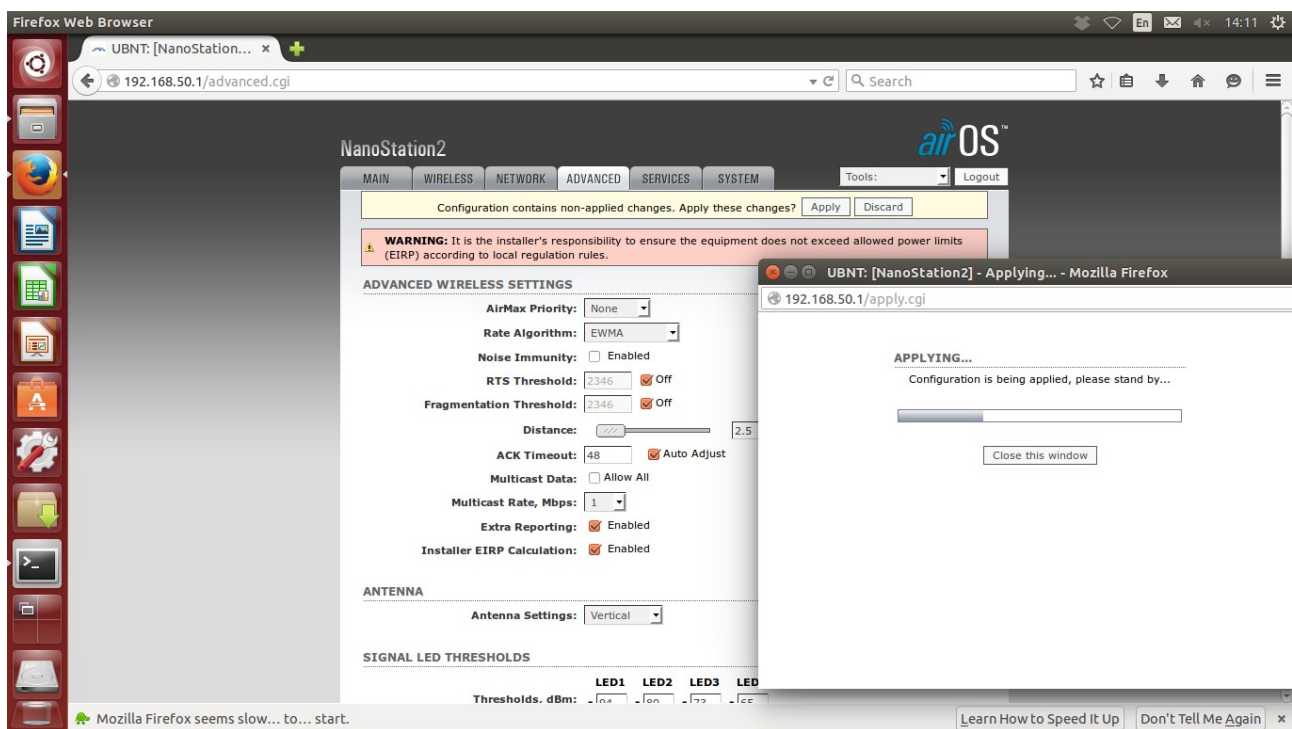 Firefox Web Browser
En
14:11
UBNT: [NanoStation... ×
192.168.50.1/advanced.cgi
Search
NanoStation2
airOS™
MAIN WIRELESS NETWORK ADVANCED SERVICES SYSTEM
Tools:
Logout
Configuration contains non-applied changes. Apply these changes? Apply Discard
WARNING: It is the installer's responsibility to ensure the equipment does not exceed allowed power limits
(EIRP) according to local regulation rules.
ADVANCED WIRELESS SETTINGS
AirMax Priority: None
Rate Algorithm: EWMA
Noise Immunity: Enabled
RTS Threshold: 2346 Off
Fragmentation Threshold: 2346 Off
Distance: 2.5
ACK Timeout: 48 Auto Adjust
Multicast Data: Allow All
Multicast Rate, Mbps: 1
Extra Reporting: Enabled
Installer EIRP Calculation: Enabled
ANTENNA
Antenna Settings: Vertical
SIGNAL LED THRESHOLDS
LED1 LED2 LED3 LED
Thresholds, dBm:
UBNT: [NanoStation2] - Applying... - Mozilla Firefox
192.168.50.1/apply.cgi
APPLYING...
Configuration is being applied, please stand by...
Close this window
Mozilla Firefox seems slow... to... start.
Learn How to Speed It Up
Don't Tell Me Again ×